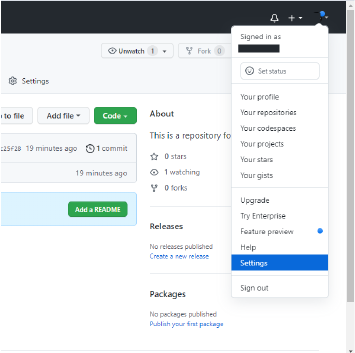 Signed in as
Unwatch 1
Fork 0
Set status
Settings
Your profile
Your repositories
Your codespaces
Your projects
Your stars
Your gists
to file
Add file
Code
About
This is a repository fo
19 minutes ago
1 commit
0 stars
19 minutes ago
1 watching
0 forks
Upgrade
Try Enterprise
Feature preview
Help
Settings
Sign out
Add a README
Releases
No releases published
Create a new release
Packages
No packages published
Publish your first package